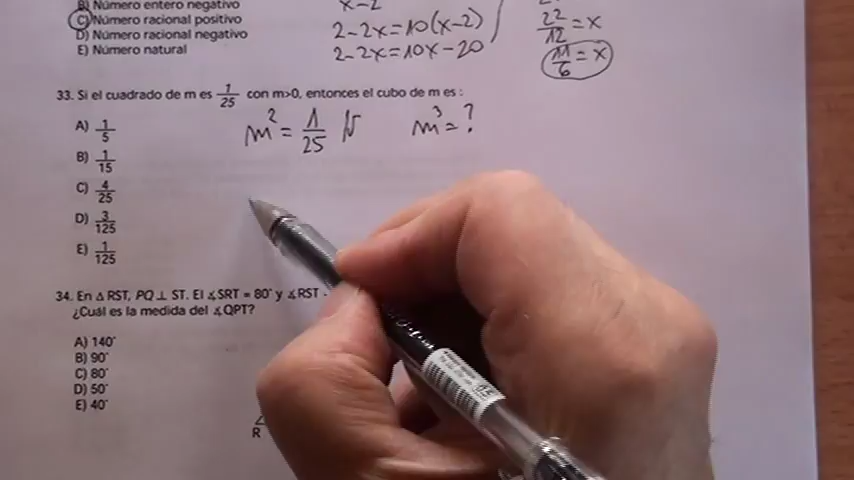 B) Número entero negativo
C) Número racional positivo
D) Número racional negativo
E) Número natural
x-2
2-2x=10(x-2)
2-2x=10x-20
22/12=x
11/6=x
33. Si el cuadrado de m es 1/25 con m>0, entonces el cubo de m es :
A) 1/5
B) 1/15
C) 4/25
D) 3/125
E) 1/125
m²=1/25 √
m³=?
34. En Δ RST, PQ ⊥ ST. El ∡SRT = 80° y ∡RST -
¿Cuál es la medida del ∡QPT?
A) 140°
B) 90°
C) 80°
D) 50°
E) 40°
R